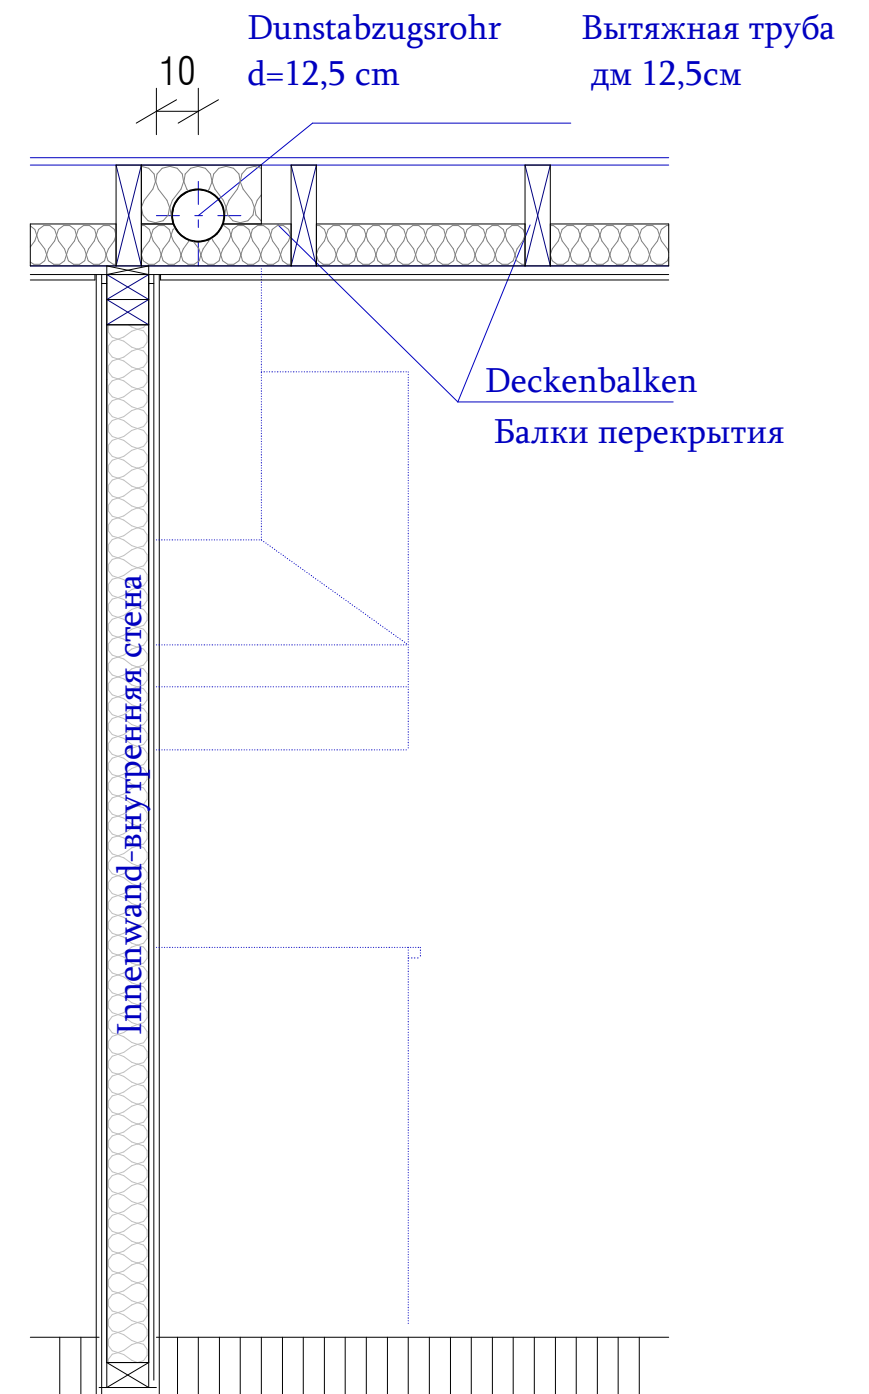 Dunstabzugsrohr Вытяжная труба
d=12,5 cm дм 12,5см
10
Deckenbalken
Балки перекрытия
Innenwand-внутренняя стена